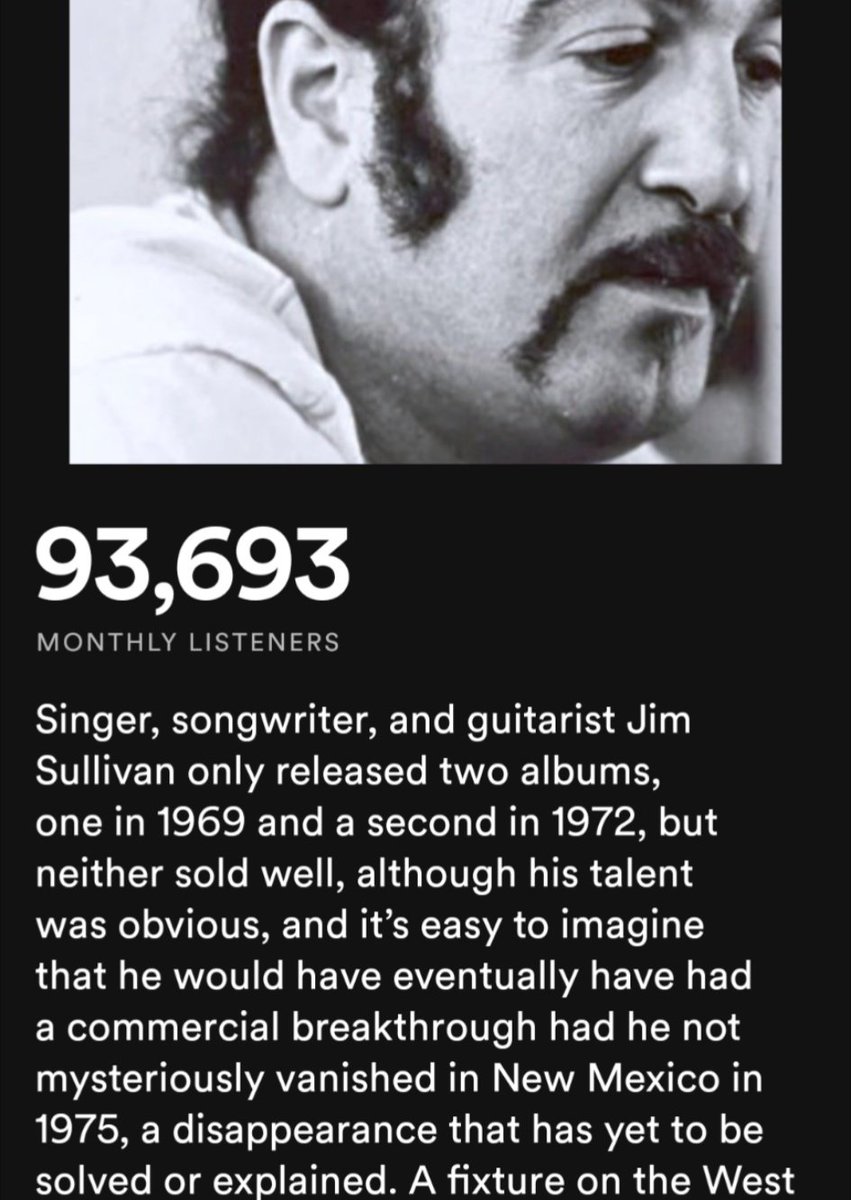 93,693
MONTHLY LISTENERS
Singer, songwriter, and guitarist Jim
Sullivan only released two albums,
one in 1969 and a second in 1972, but
neither sold well, although his talent
was obvious, and it’s easy to imagine
that he would have eventually have had
a commercial breakthrough had he not
mysteriously vanished in New Mexico in
1975, a disappearance that has yet to be
solved or explained. A fixture on the West